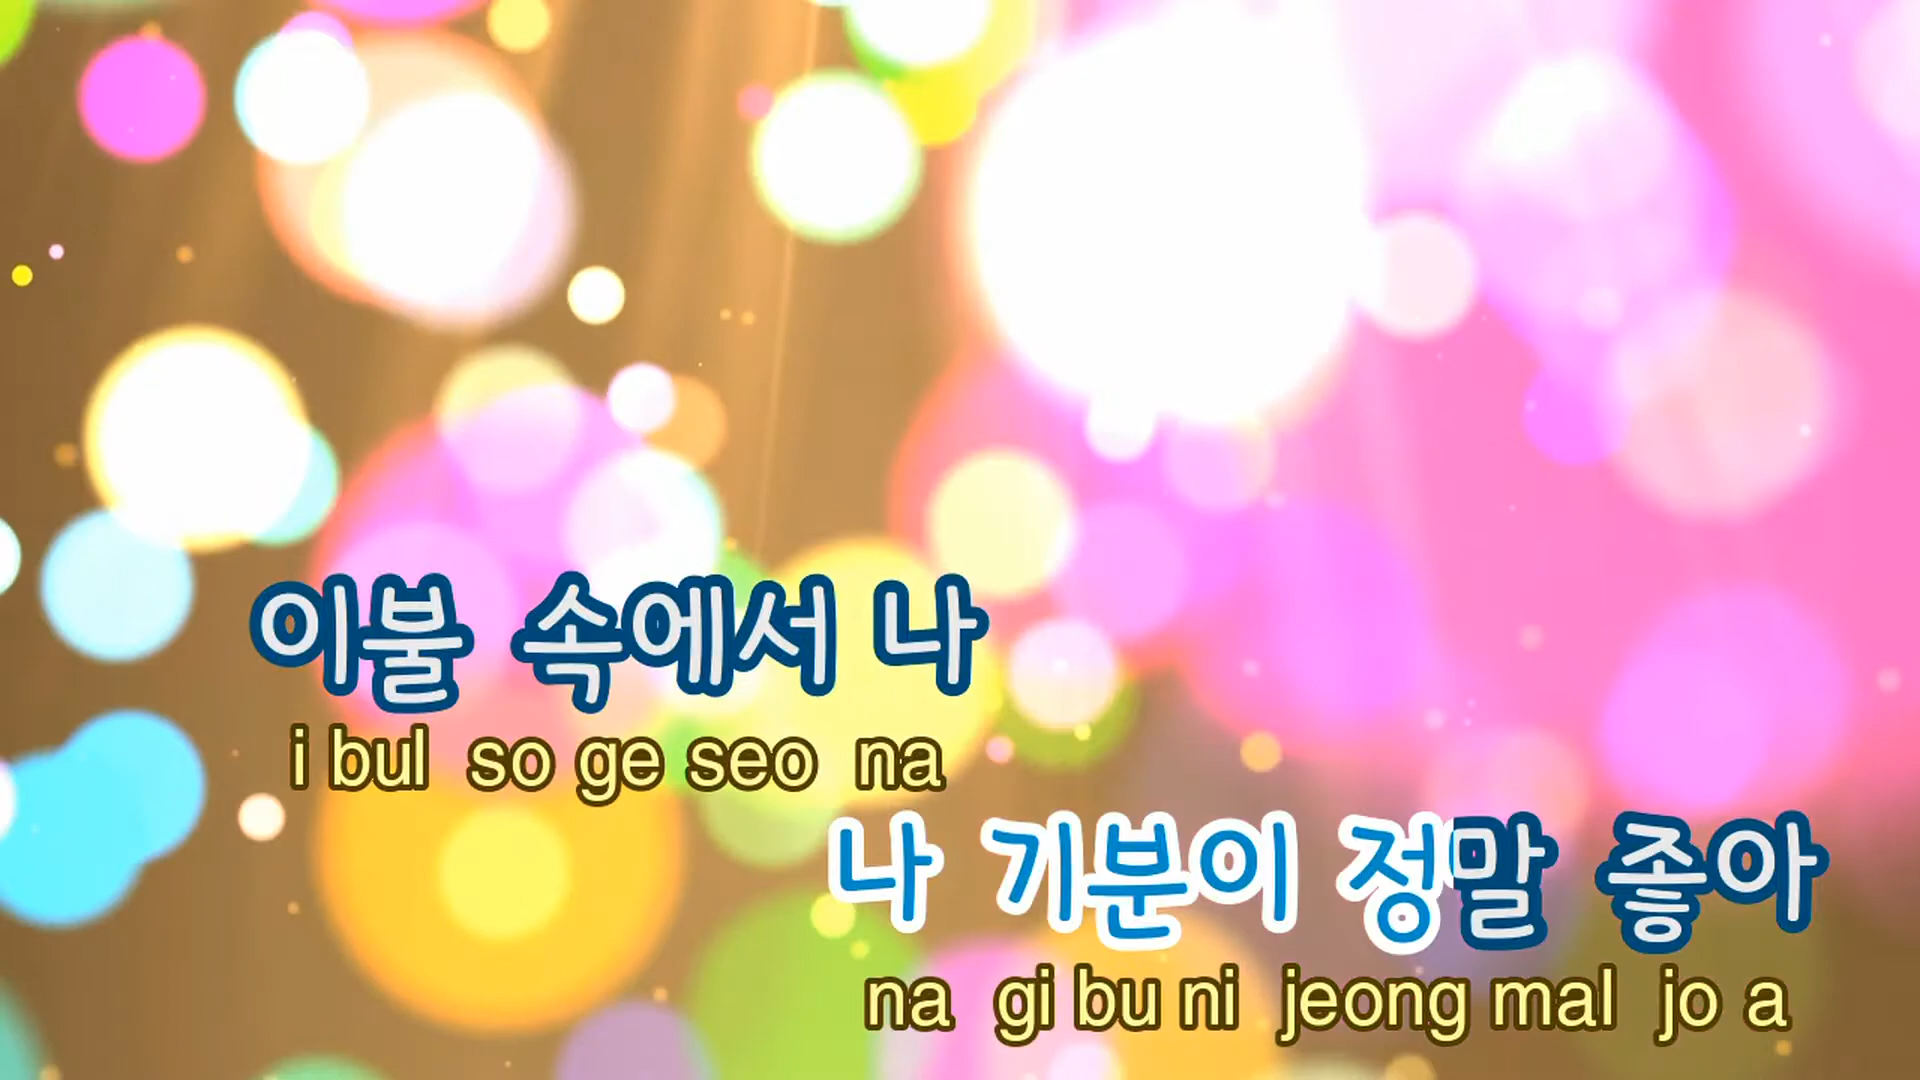 이불 속에서 나
i bul so ge seo na
나 기분이 정말 좋아
na gi bu ni jeong mal jo a